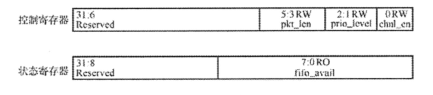 控制寄存器 31:6 5:3 RW 2:1 RW 0 RW
Reserved pkt_len prio_level chnl_en
状态寄存器 31:8 7:0 RO
Reserved fifo_avail